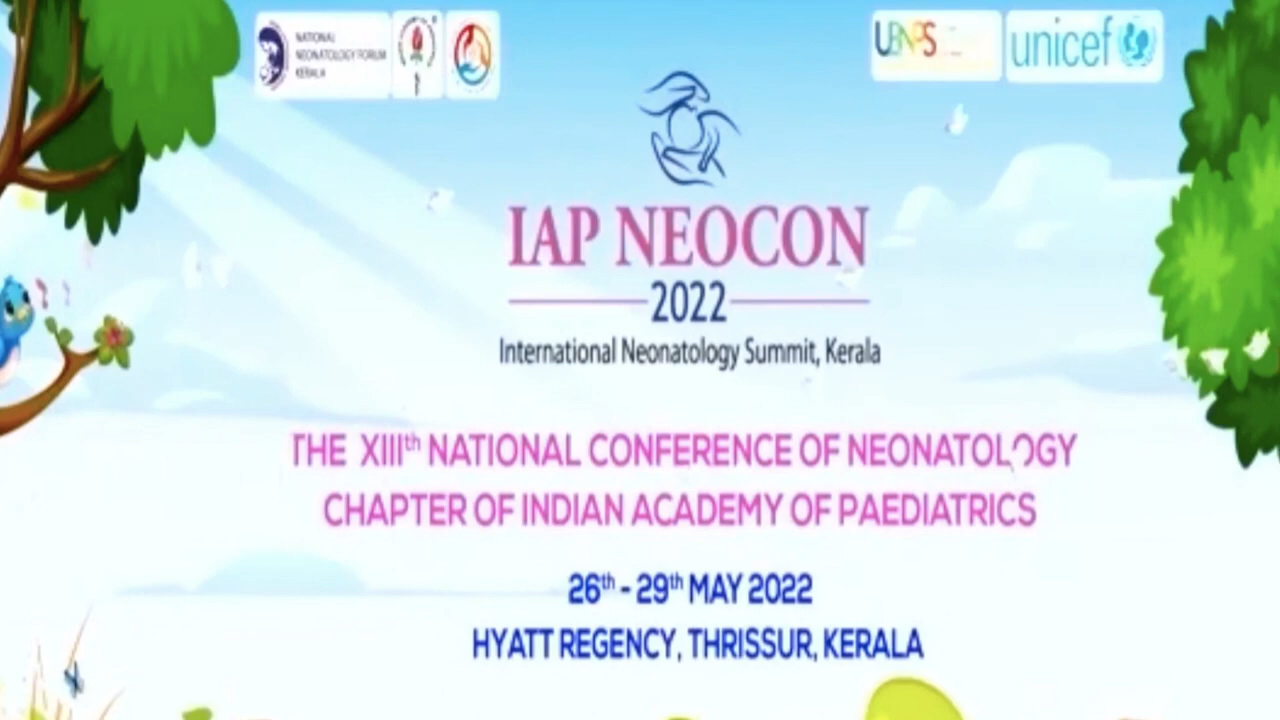 NATIONAL
NEONATOLOGY FORUM
KERALA
unicef
IAP NEOCON
2022
International Neonatology Summit, Kerala
THE XIIIth NATIONAL CONFERENCE OF NEONATOLOGY
CHAPTER OF INDIAN ACADEMY OF PAEDIATRICS
26th - 29th MAY 2022
HYATT REGENCY, THRISSUR, KERALA